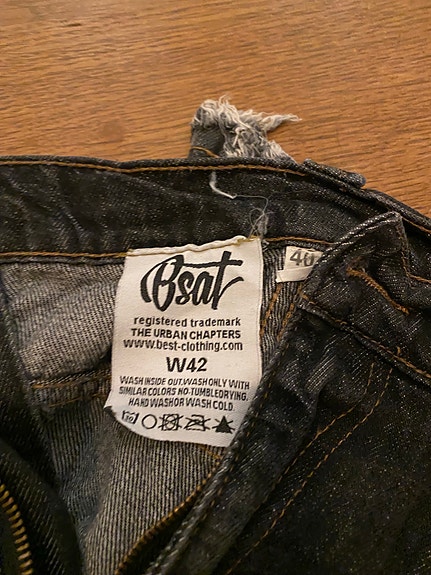 Bsat
registered trademark
THE URBAN CHAPTERS
www.best-clothing.com
W42
WASH INSIDE OUT.WASH ONLY WITH
SIMILAR COLORS NO-TUMBLEDRYING.
HAND WASH OR WASH COLD.
40